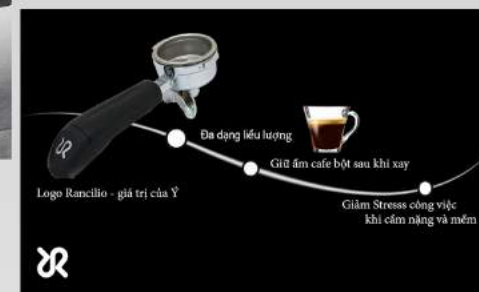 Đa dạng liều lượng
Giữ ấm cafe bột sau khi xay
Logo Rancilio - giá trị của Ý
Giảm Stresss công việc
khi cầm nặng và mềm